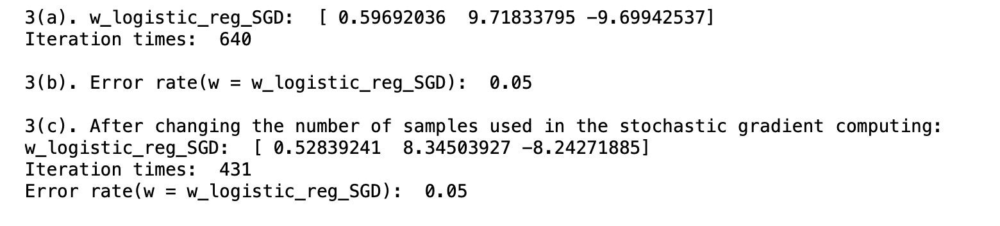 3(a). w_logistic_reg_SGD:  [ 0.59692036  9.71833795 −9.69942537]
Iteration times:  640
3(b). Error rate(w = w_logistic_reg_SGD):  0.05
3(c). After changing the number of samples used in the stochastic gradient computing:
w_logistic_reg_SGD:  [ 0.52839241  8.34503927 −8.24271885]
Iteration times:  431
Error rate(w = w_logistic_reg_SGD):  0.05